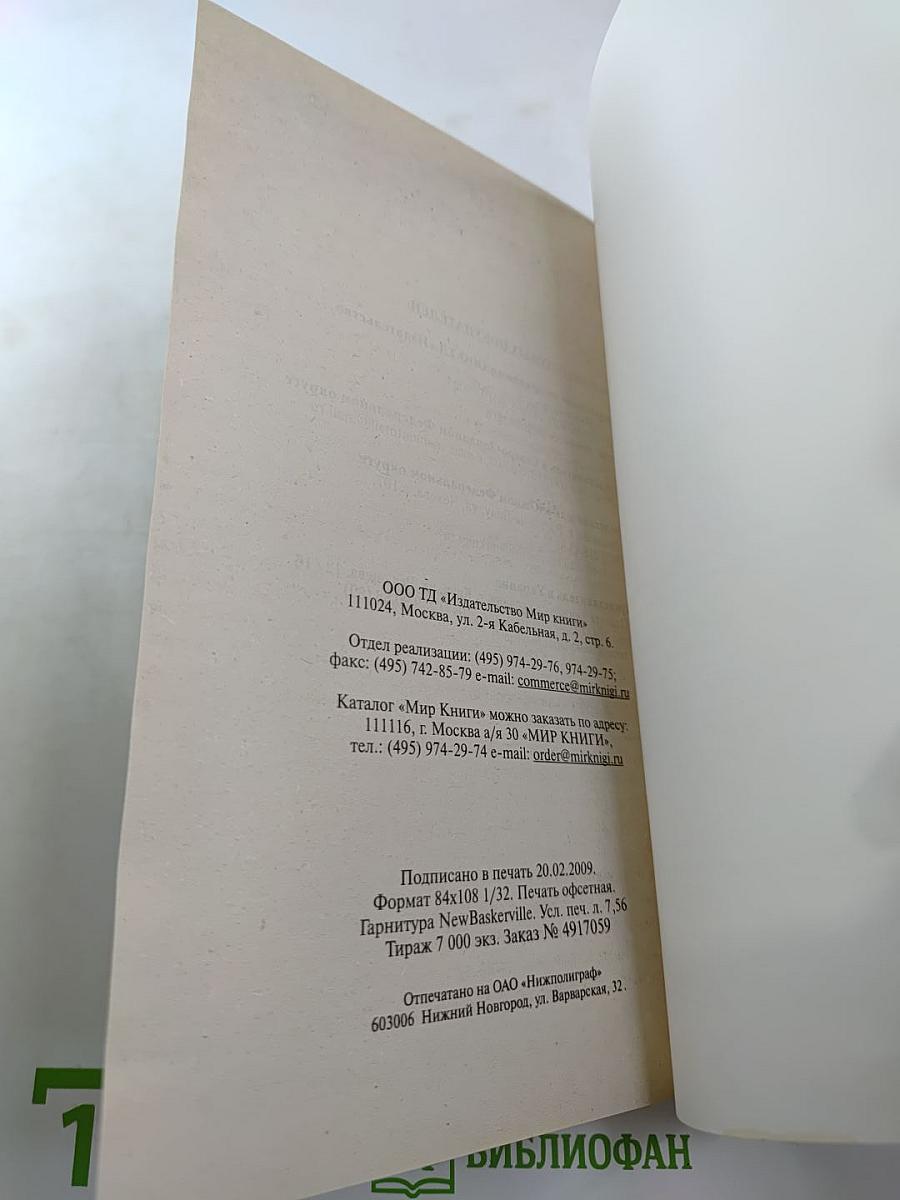 ООО ТД «Издательство Мир книги»
111024, Москва, ул. 2-я Кабельная, д. 2, стр. 6.
Отдел реализации: (495) 974-29-76, 974-29-75;
факс: (495) 742-85-79 e-mail: commerce@mirknigi.ru
Каталог «Мир Книги» можно заказать по адресу:
111116, г. Москва а/я 30 «МИР КНИГИ»,
тел.: (495) 974-29-74 e-mail: order@mirknigi.ru
Подписано в печать 20.02.2009.
Формат 84x108 1/32. Печать офсетная.
Гарнитура NewBaskerville. Усл. печ. л. 7,56
Тираж 7 000 экз. Заказ № 4917059
Отпечатано на ОАО «Нижполиграф»
603006 Нижний Новгород, ул. Варварская, 32.
1
БИБЛИОФАН